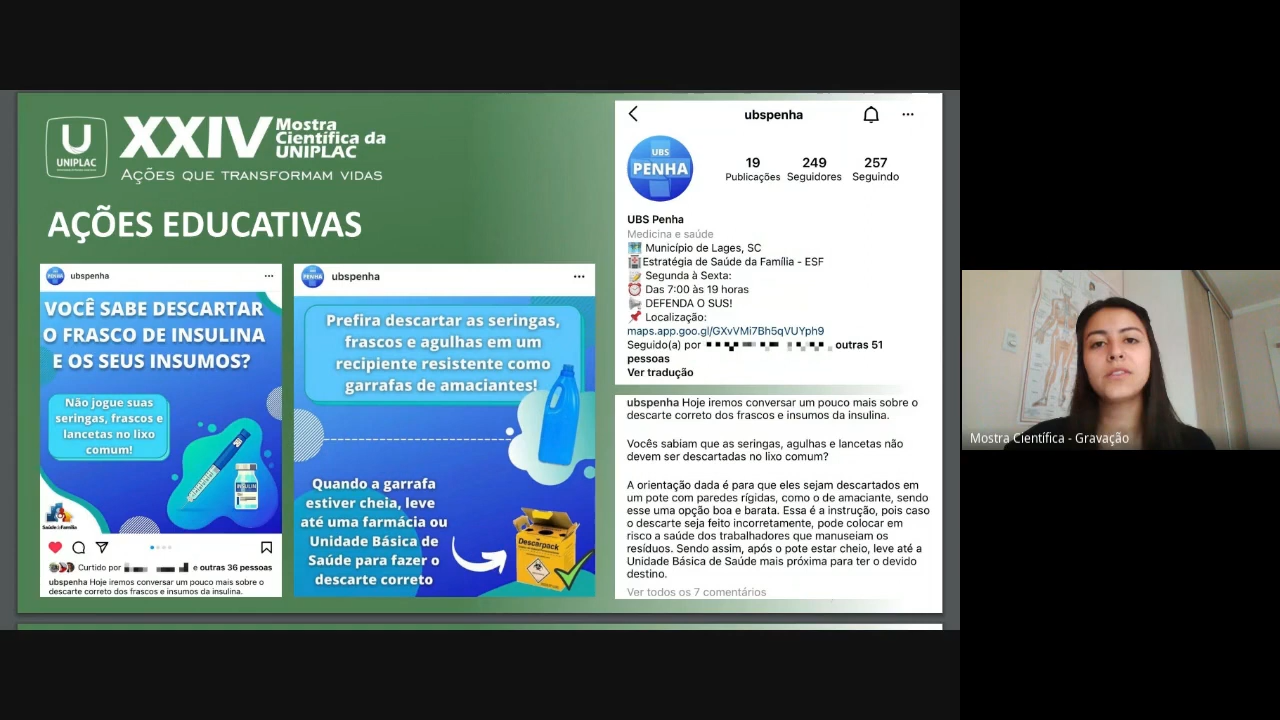 U
UNIPLAC
XXIV
Mostra
Científica da
UNIPLAC
AÇÕES QUE TRANSFORMAM VIDAS
AÇÕES EDUCATIVAS
ubspenha
VOCÊ SABE DESCARTAR
O FRASCO DE INSULINA
E OS SEUS INSUMOS?
Não jogue suas
seringas, frascos e
lancetas no lixo
comum!
INSULIN
Saúde da Família
Curtido por e outras 36 pessoas
ubspenha Hoje iremos conversar um pouco mais sobre o
descarte correto dos frascos e insumos da insulina.
PENHA
ubspenha
Prefira descartar as seringas,
frascos e agulhas em um
recipiente resistente como
garrafas de amaciantes!
Quando a garrafa
estiver cheia, leve
até uma farmácia ou
Unidade Básica de
Saúde para fazer o
descarte correto
Descarpack
ubspenha
UBS
PENHA
19
Publicações
249
Seguidores
257
Seguindo
UBS Penha
Medicina e saúde
Município de Lages, SC
Estratégia de Saúde da Família - ESF
Segunda à Sexta:
Das 7:00 às 19 horas
DEFENDA O SUS!
Localização:
maps.app.goo.gl/GXvVMi7Bh5qVUYph9
Seguido(a) por outras 51
pessoas
Ver tradução
ubspenha Hoje iremos conversar um pouco mais sobre o
descarte correto dos frascos e insumos da insulina.
Vocês sabiam que as seringas, agulhas e lancetas não
devem ser descartadas no lixo comum?
A orientação dada é para que eles sejam descartados em
um pote com paredes rígidas, como o de amaciante, sendo
esse uma opção boa e barata. Essa é a instrução, pois caso
o descarte seja feito incorretamente, pode colocar em
risco a saúde dos trabalhadores que manuseiam os
resíduos. Sendo assim, após o pote estar cheio, leve até a
Unidade Básica de Saúde mais próxima para ter o devido
destino.
Ver todos os 7 comentários
Mostra Científica - Gravação